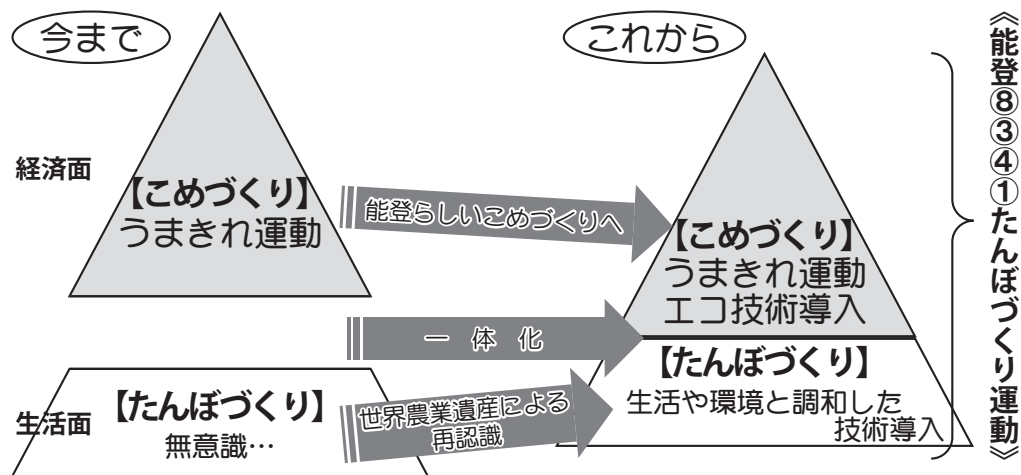 今まで
これから
経済面
【こめづくり】
うまきれ運動
能登らしいこめづくりへ
【こめづくり】
うまきれ運動
エコ技術導入
一体化
生活面
【たんぼづくり】
無意識…
世界農業遺産による
再認識
【たんぼづくり】
生活や環境と調和した
技術導入
《能登⑧③④①たんぼづくり運動》